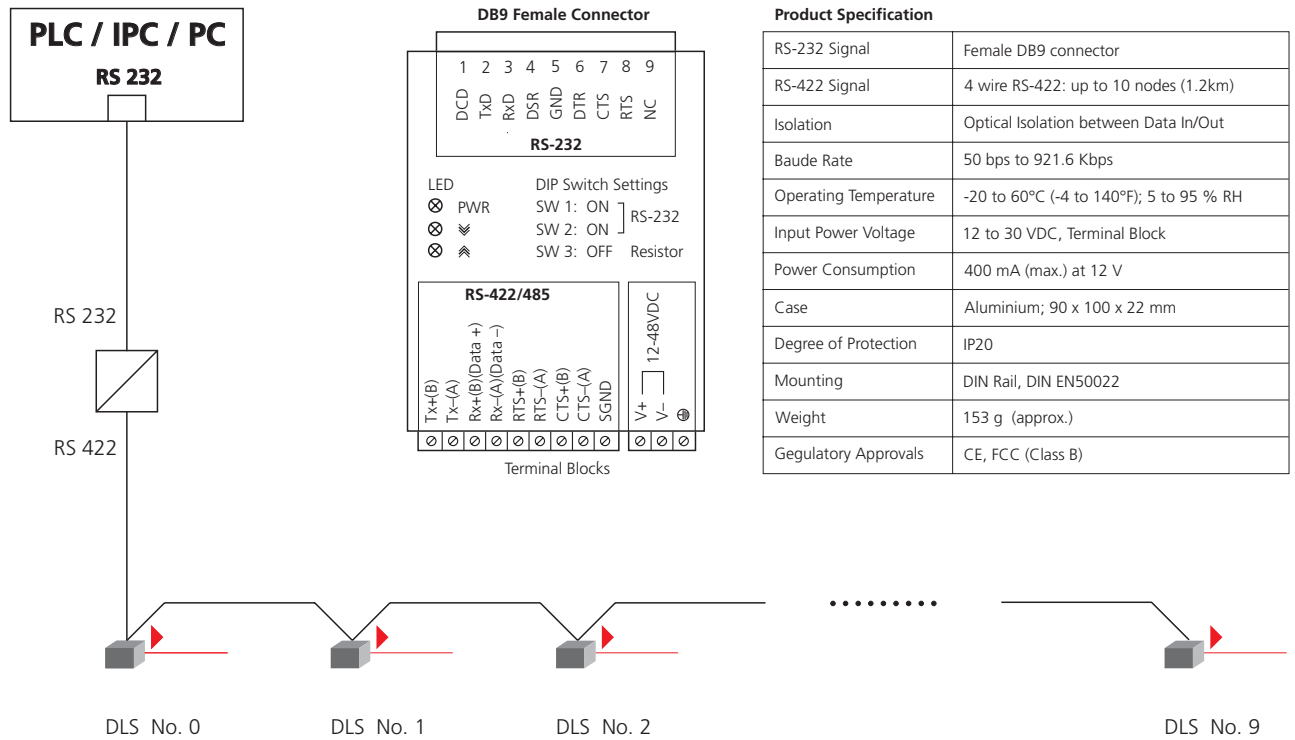 PLC / IPC / PC
RS 232
RS 232
RS 422
DB9 Female Connector
1 2 3 4 5 6 7 8 9
DCD TxD RxD DSR GND DTR CTS RTS NC
RS-232
LED
PWR
DIP Switch Settings
SW 1: ON
SW 2: ON
RS-232
SW 3: OFF Resistor
RS-422/485
Tx+(B)
Tx–(A)
Rx+(B)(Data +)
Rx–(A)(Data –)
RTS+(B)
RTS–(A)
CTS+(B)
CTS–(A)
SGND
12-48VDC
V+
V–
Terminal Blocks
Product Specification
RS-232 Signal Female DB9 connector
RS-422 Signal 4 wire RS-422: up to 10 nodes (1.2km)
Isolation Optical Isolation between Data In/Out
Baude Rate 50 bps to 921.6 Kbps
Operating Temperature -20 to 60°C (-4 to 140°F); 5 to 95 % RH
Input Power Voltage 12 to 30 VDC, Terminal Block
Power Consumption 400 mA (max.) at 12 V
Case Aluminium; 90 x 100 x 22 mm
Degree of Protection IP20
Mounting DIN Rail, DIN EN50022
Weight 153 g (approx.)
Gegulatory Approvals CE, FCC (Class B)
DLS No. 0
DLS No. 1
DLS No. 2
DLS No. 9